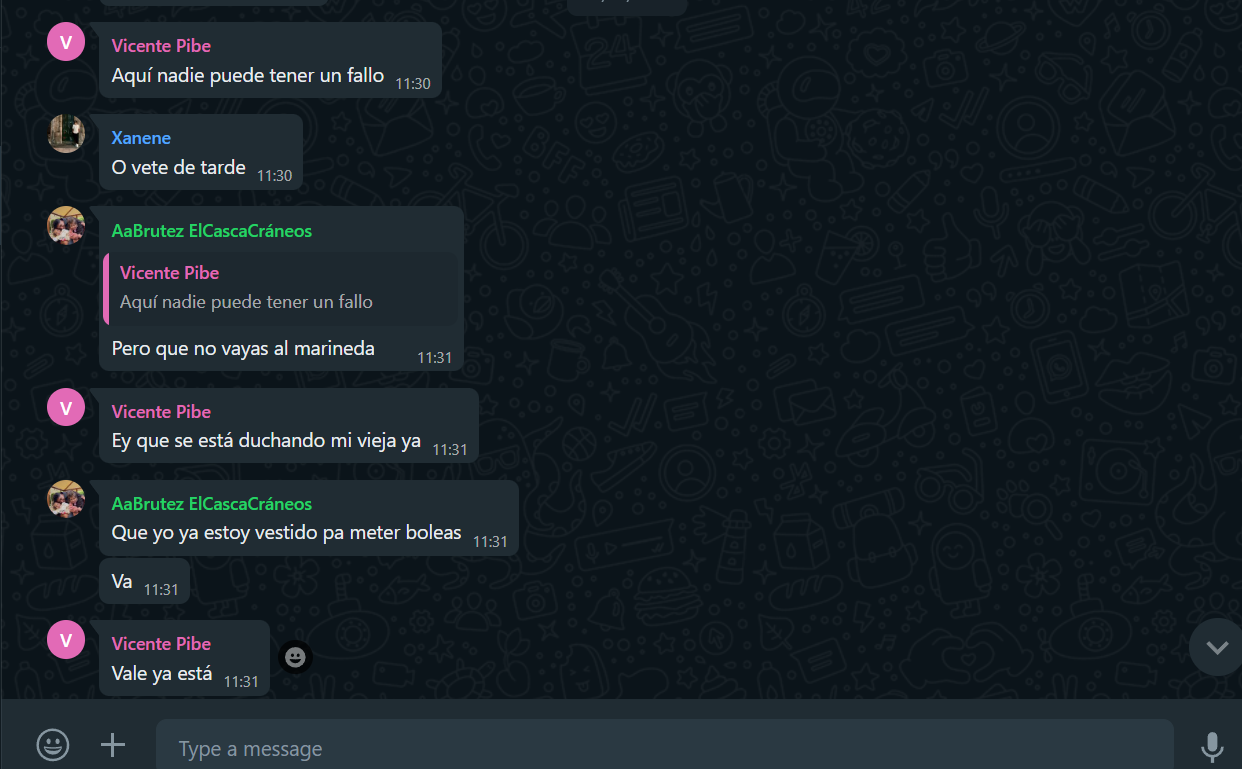 V
Vicente Pibe
Aquí nadie puede tener un fallo
11:30
Xanene
O vete de tarde
11:30
AaBrutez ElCascaCráneos
Vicente Pibe
Aquí nadie puede tener un fallo
Pero que no vayas al marineda
11:31
V
Vicente Pibe
Ey que se está duchando mi vieja ya
11:31
AaBrutez ElCascaCráneos
Que yo ya estoy vestido pa meter boleas
11:31
Va
11:31
V
Vicente Pibe
Vale ya está
11:31
Type a message